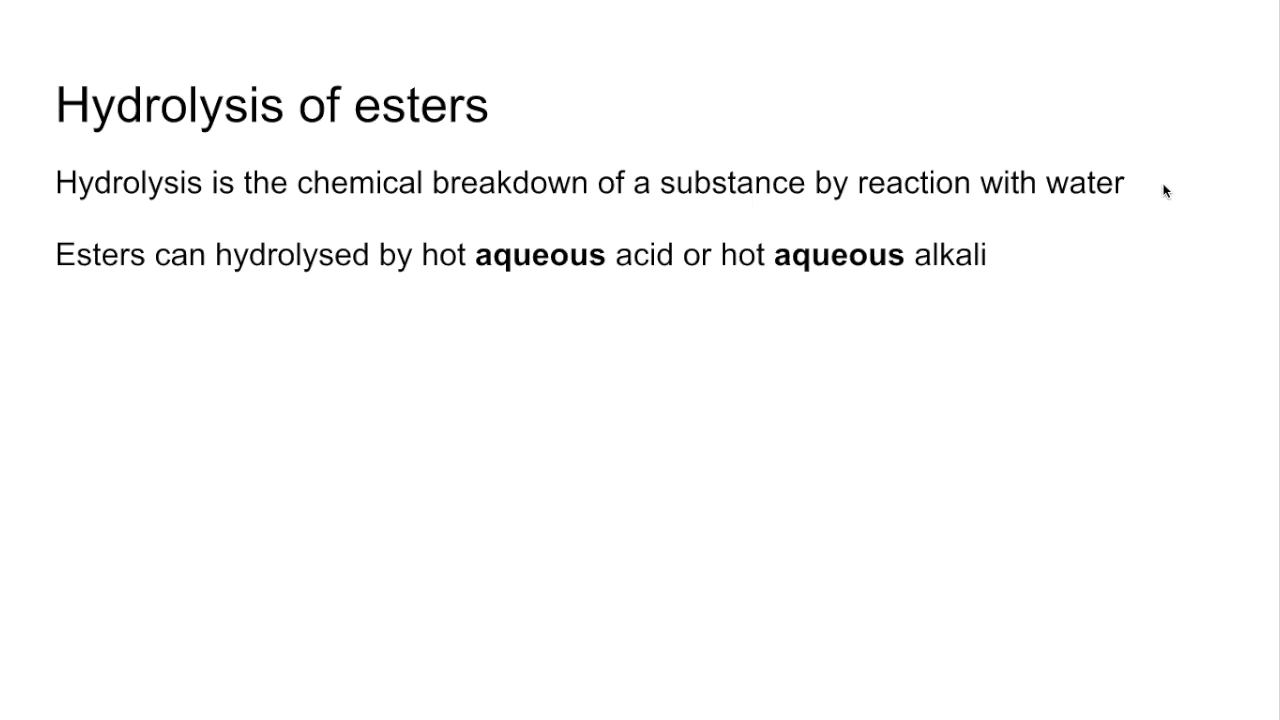 Hydrolysis of esters
Hydrolysis is the chemical breakdown of a substance by reaction with water
Esters can hydrolysed by hot aqueous acid or hot aqueous alkali